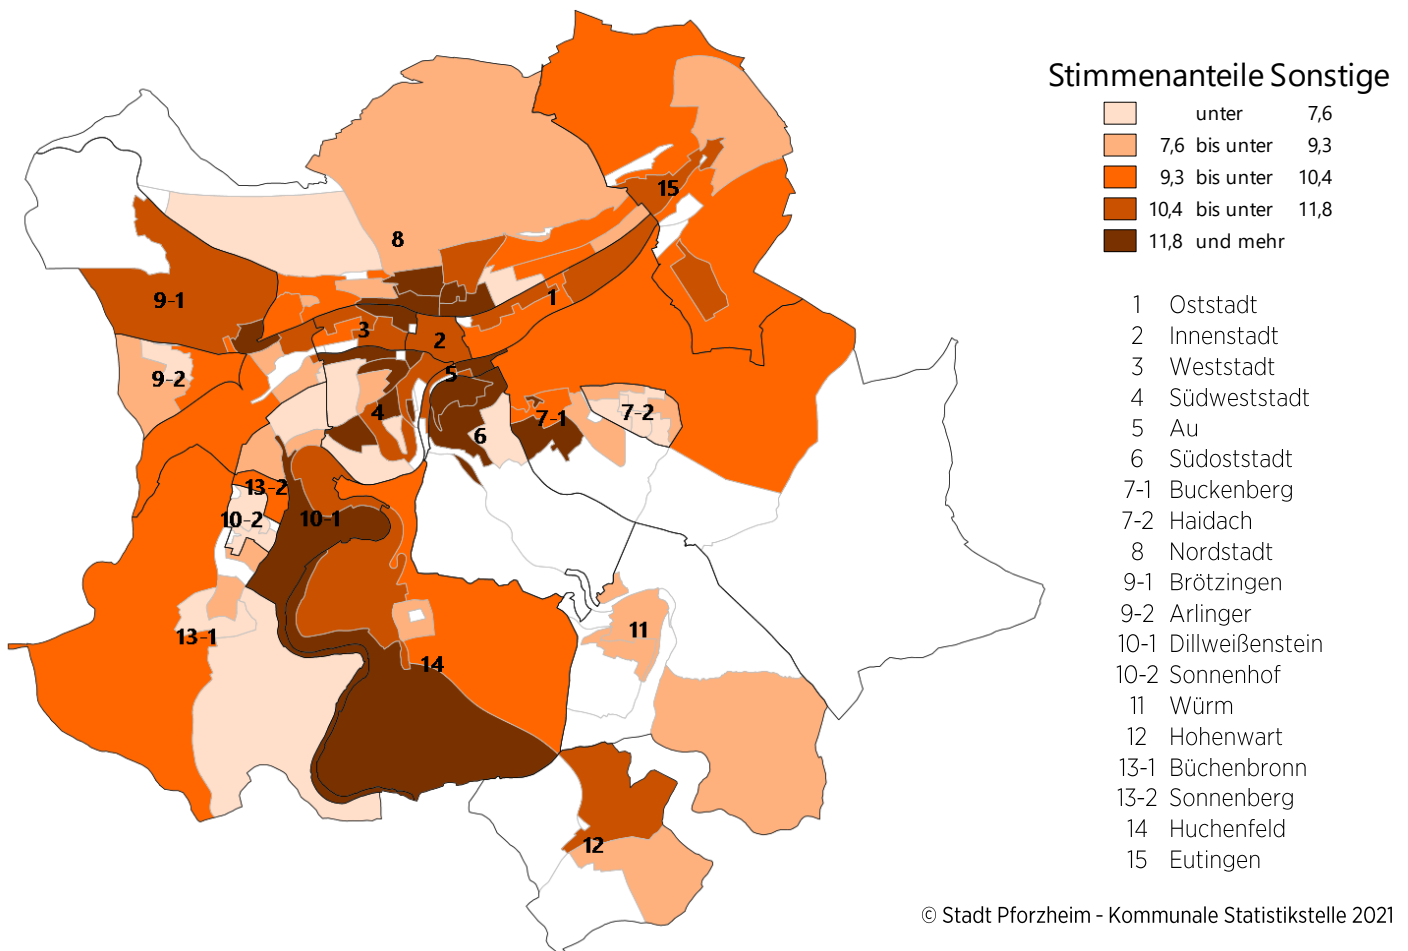 Stimmenanteile Sonstige
unter 7,6
7,6 bis unter 9,3
9,3 bis unter 10,4
10,4 bis unter 11,8
11,8 und mehr
1 Oststadt
2 Innenstadt
3 Weststadt
4 Südweststadt
5 Au
6 Südoststadt
7-1 Buckenberg
7-2 Haidach
8 Nordstadt
9-1 Brötzingen
9-2 Arlinger
10-1 Dillweißenstein
10-2 Sonnenhof
11 Würm
12 Hohenwart
13-1 Büchenbronn
13-2 Sonnenberg
14 Huchenfeld
15 Eutingen
15
8
9-1
1
3
2
5
9-2
4
7-1
7-2
6
13-2
10-2
10-1
11
13-1
14
12
© Stadt Pforzheim - Kommunale Statistikstelle 2021